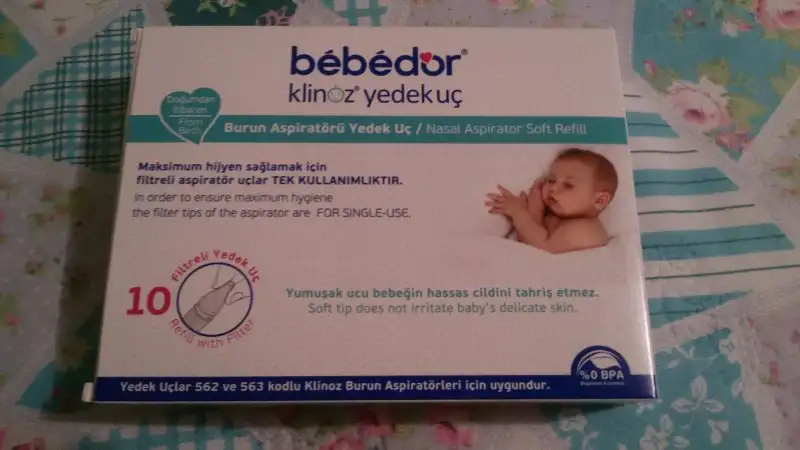 bébédor®
klinoz® yedek uç
Doğumdan
İtibaren
From
Birth
Burun Aspiratörü Yedek Uç / Nasal Aspirator Soft Refill
Maksimum hijyen sağlamak için
filtreli aspiratör uçlar TEK KULLANIMLIKTIR.
In order to ensure maximum hygiene
the filter tips of the aspirator are FOR SINGLE-USE.
10
Filtreli Yedek Uç
Refill with Filter
Yumuşak ucu bebeğin hassas cildini tahriş etmez.
Soft tip does not irritate baby's delicate skin.
%0 BPA
Yedek Uçlar 562 ve 563 kodlu Klinoz Burun Aspiratörleri için uygundur.